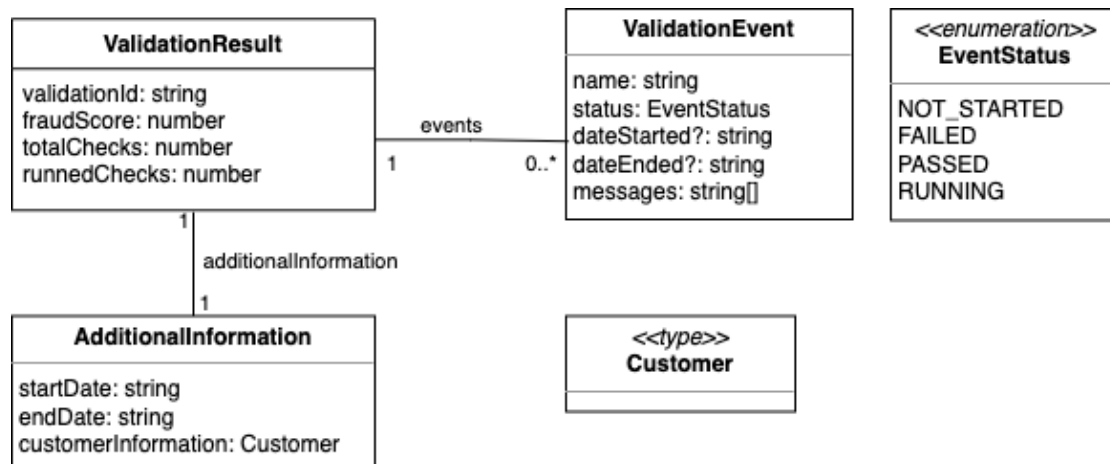 ValidationResult
validationId: string
fraudScore: number
totalChecks: number
runnedChecks: number
events
1
0..*
ValidationEvent
name: string
status: EventStatus
dateStarted?: string
dateEnded?: string
messages: string[]
<<enumeration>>
EventStatus
NOT_STARTED
FAILED
PASSED
RUNNING
1
additionalInformation
1
AdditionalInformation
startDate: string
endDate: string
customerInformation: Customer
<<type>>
Customer